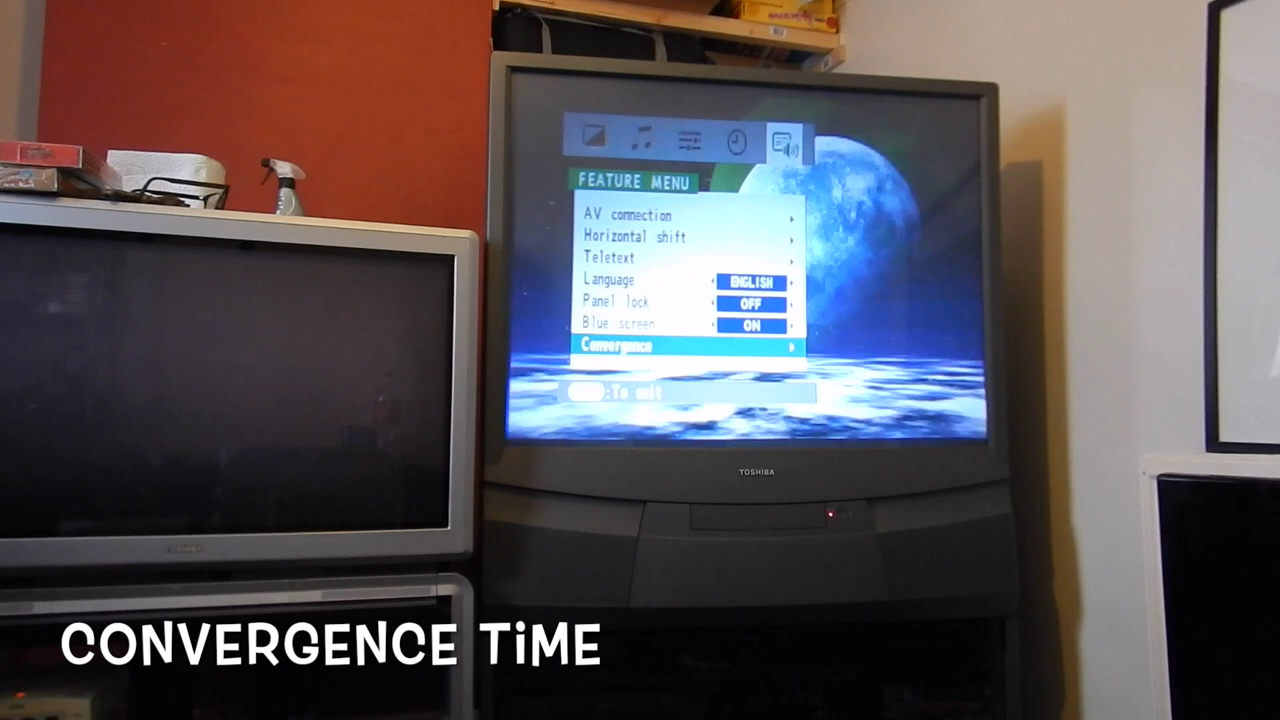 FEATURE MENU
AV connection
Horizontal shift
Teletext
Language ENGLISH
Panel lock OFF
Blue screen ON
Convergence
:To exit
TOSHIBA
TOSHIBA
CONVERGENCE TiME